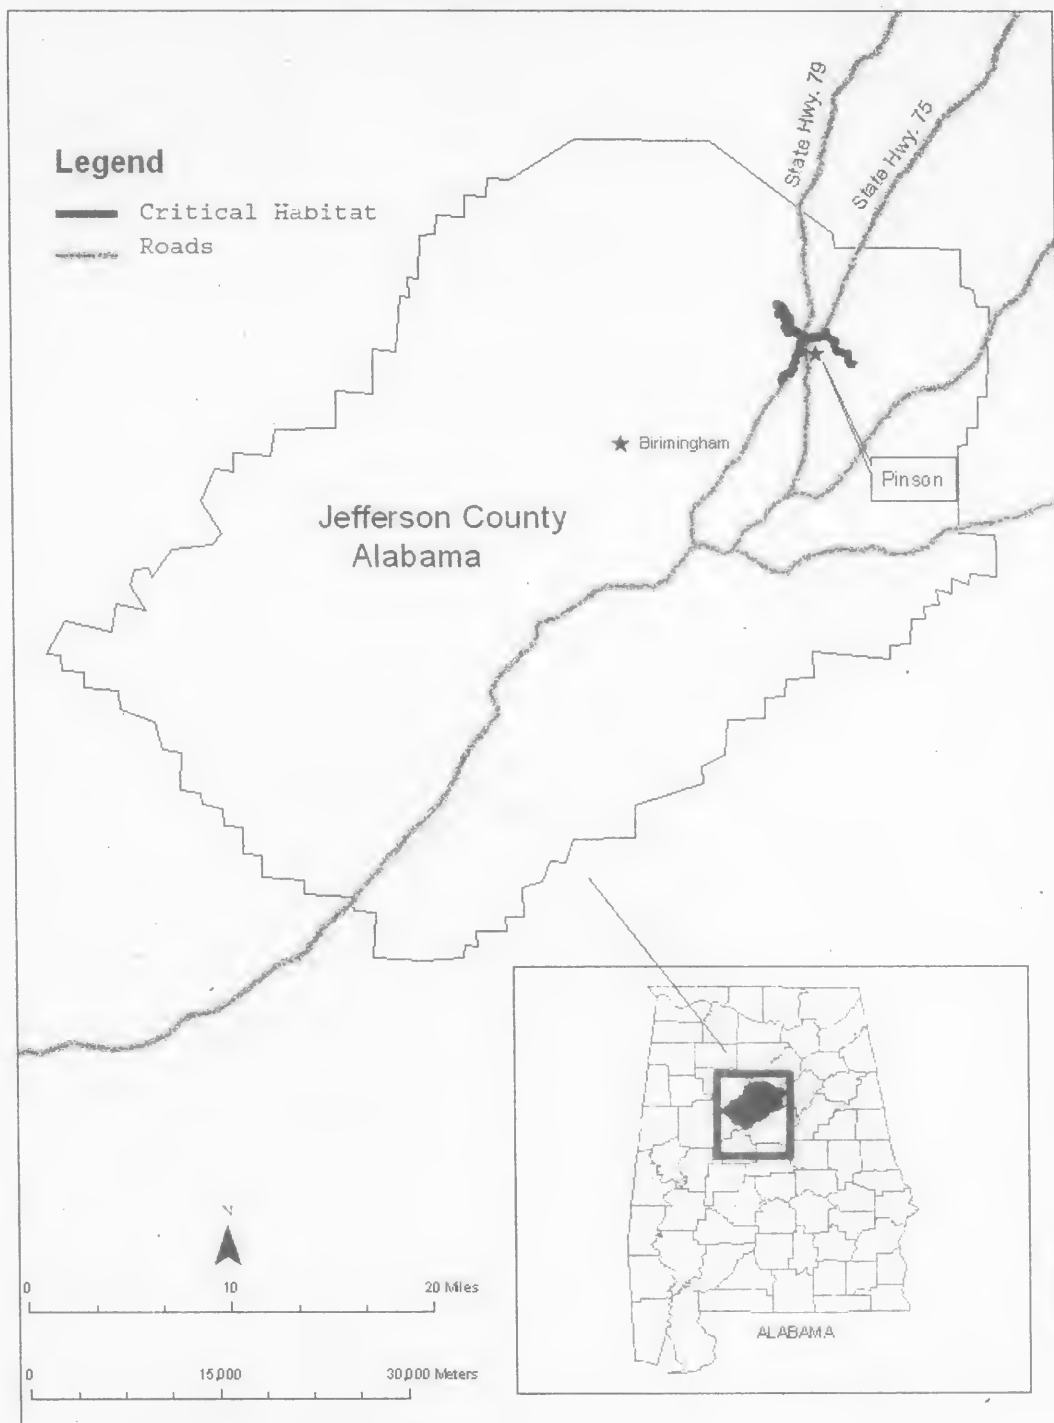 State Hwy. 79
State Hwy. 75
Legend
Critical Habitat
Roads
Birimingham
Pinson
Jefferson County
Alabama
N
0 10 20 Miles
0 15,000 30,000 Meters
ALABAMA